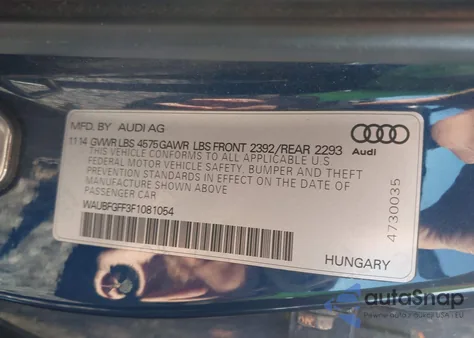 MFD. BY AUDI AG
11 14 GWWR LBS 4575 GAWR LBS FRONT 2392/REAR 2293
THIS VEHICLE CONFORMS TO ALL APPLICABLE U.S
FEDERAL MOTOR VEHICLE SAFETY, BUMPER AND THEFT
PREVENTION STANDARDS IN EFFECT ON THE DATE OF
MANUFACTURE SHOWN ABOVE
PASSENGER CAR
WAUBFGFF3F1081054
Audi
4730035
HUNGARY
autoSnap